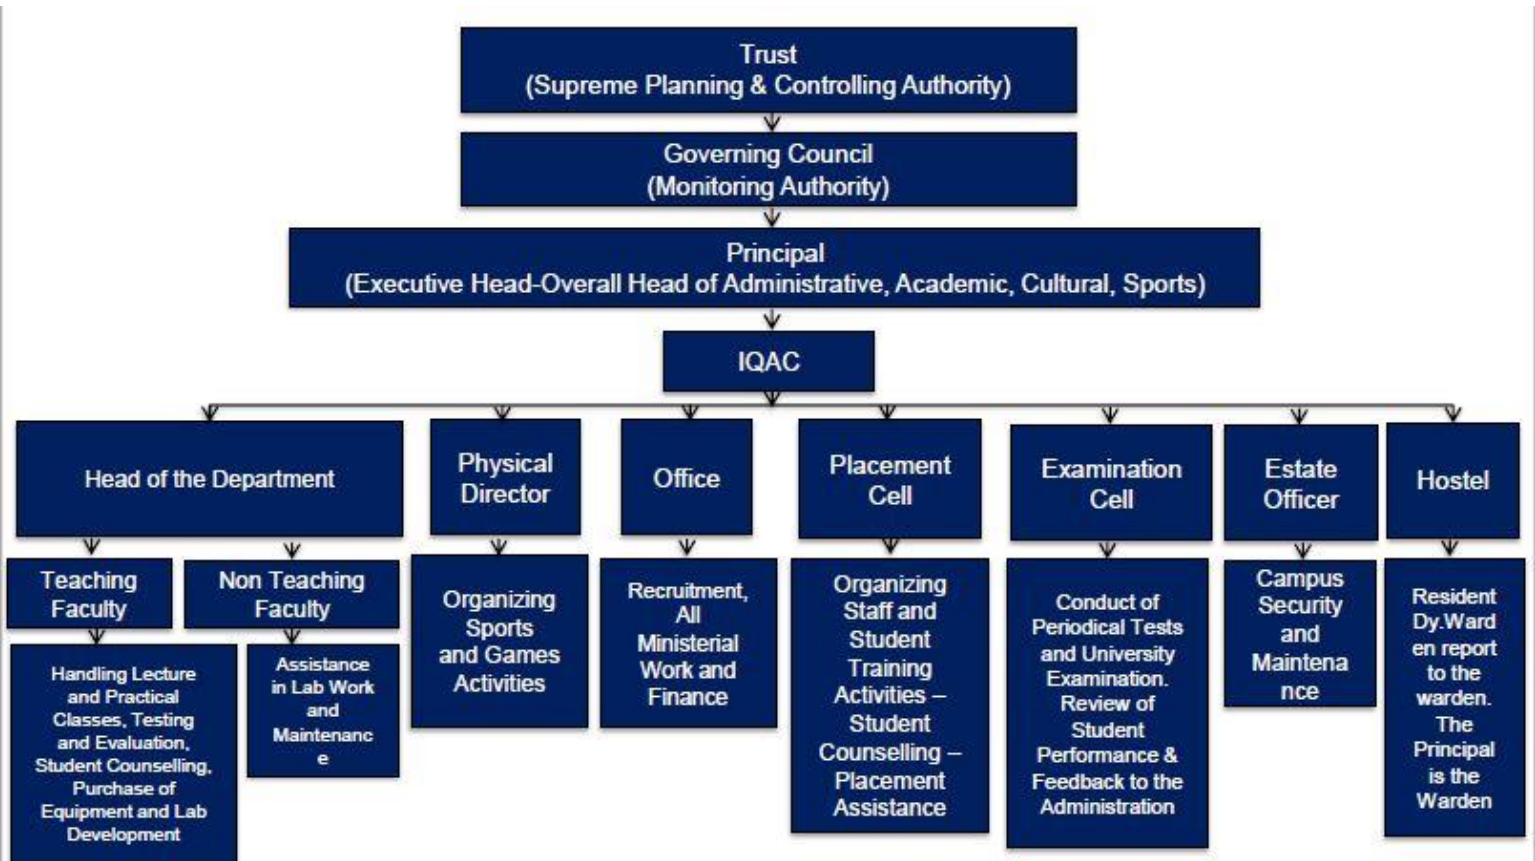 Trust
(Supreme Planning & Controlling Authority)
Governing Council
(Monitoring Authority)
Principal
(Executive Head-Overall Head of Administrative, Academic, Cultural, Sports)
IQAC
Head of the Department
Physical
Director
Office
Placement
Cell
Examination
Cell
Estate
Officer
Hostel
Teaching
Faculty
Non Teaching
Faculty
Handling Lecture
and Practical
Classes, Testing
and Evaluation,
Student Counselling,
Purchase of
Equipment and Lab
Development
Assistance
in Lab Work
and
Maintenanc
e
Organizing
Sports
and Games
Activities
Recruitment,
All
Ministerial
Work and
Finance
Organizing
Staff and
Student
Training
Activities –
Student
Counselling –
Placement
Assistance
Conduct of
Periodical Tests
and University
Examination.
Review of
Student
Performance &
Feedback to the
Administration
Campus
Security
and
Maintena
nce
Resident
Dy.Ward
en report
to the
warden.
The
Principal
is the
Warden